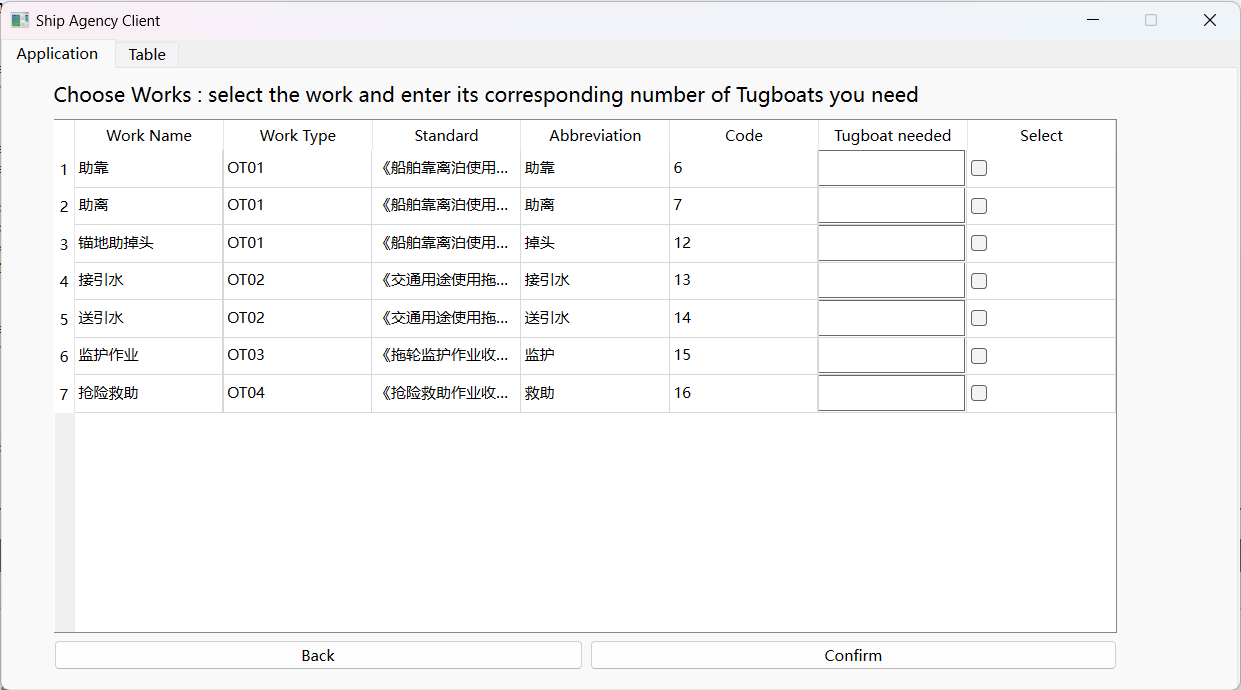 Ship Agency Client
Application Table
Choose Works : select the work and enter its corresponding number of Tugboats you need
Work Name Work Type Standard Abbreviation Code Tugboat needed Select
1 助靠 OT01 《船舶靠离泊使用... 助靠 6
2 助离 OT01 《船舶靠离泊使用... 助离 7
3 锚地助掉头 OT01 《船舶靠离泊使用... 掉头 12
4 接引水 OT02 《交通用途使用拖... 接引水 13
5 送引水 OT02 《交通用途使用拖... 送引水 14
6 监护作业 OT03 《拖轮监护作业收... 监护 15
7 抢险救助 OT04 《抢险救助作业收... 救助 16
Back Confirm